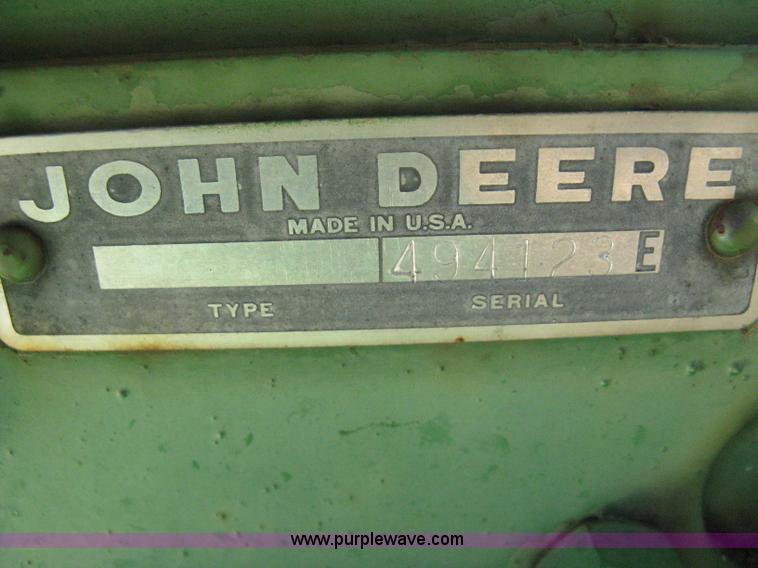 JOHN DEERE
MADE IN U.S.A.
494123 E
TYPE SERIAL
www.purplewave.com